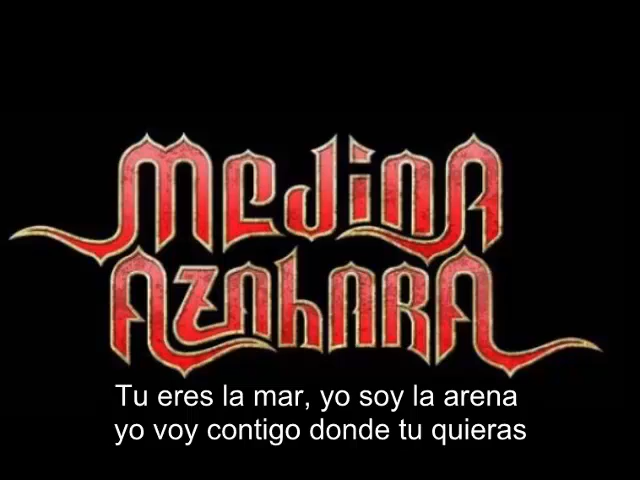 MEDINA
AZAHARA
Tu eres la mar, yo soy la arena
yo voy contigo donde tu quieras